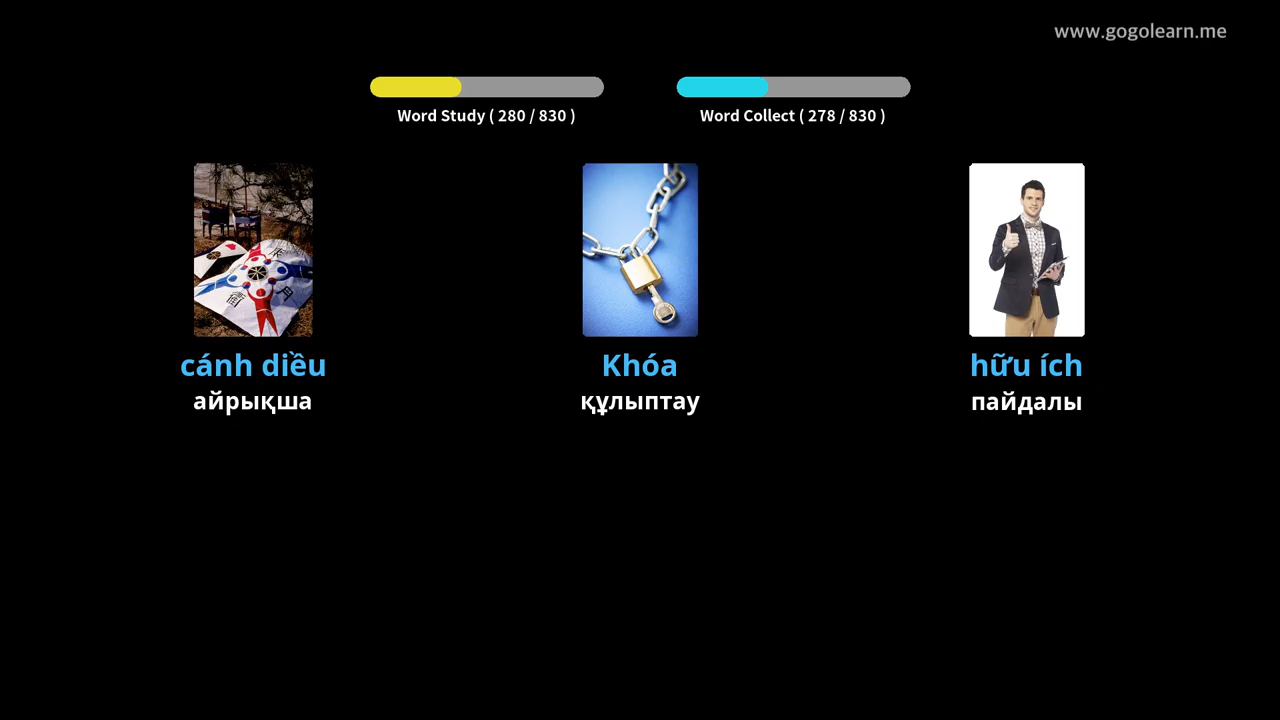 www.gogolearn.me
Word Study ( 280 / 830 )
Word Collect ( 278 / 830 )
cánh diều
айрықша
Khóa
құлыптау
hữu ích
пайдалы